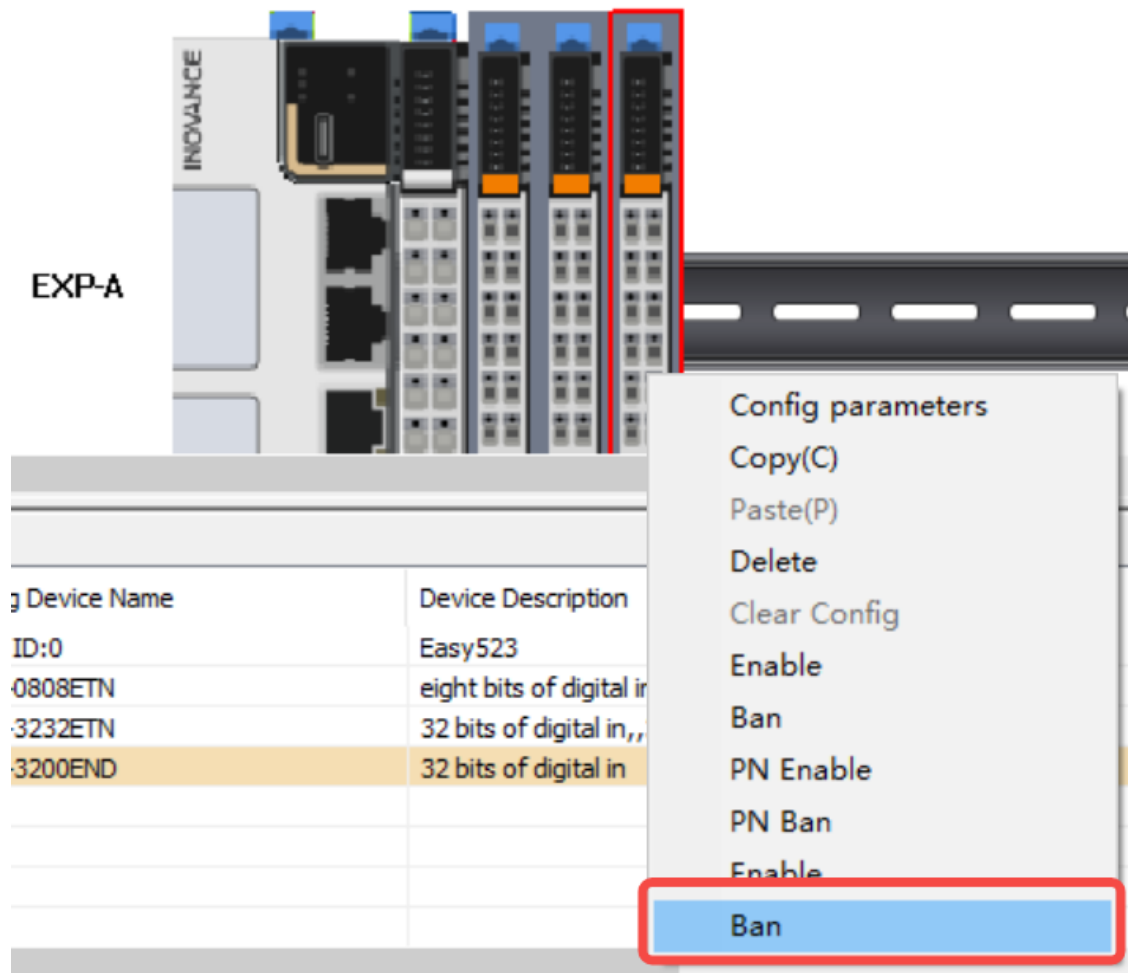 INOVANCE
EXP-A
Config parameters
Copy(C)
Paste(P)
Delete
Clear Config
Enable
Ban
PN Enable
PN Ban
Enable
Ban
g Device Name Device Description
ID:0 Easy523
-0808ETN eight bits of digital in
-3232ETN 32 bits of digital in,,
-3200END 32 bits of digital in